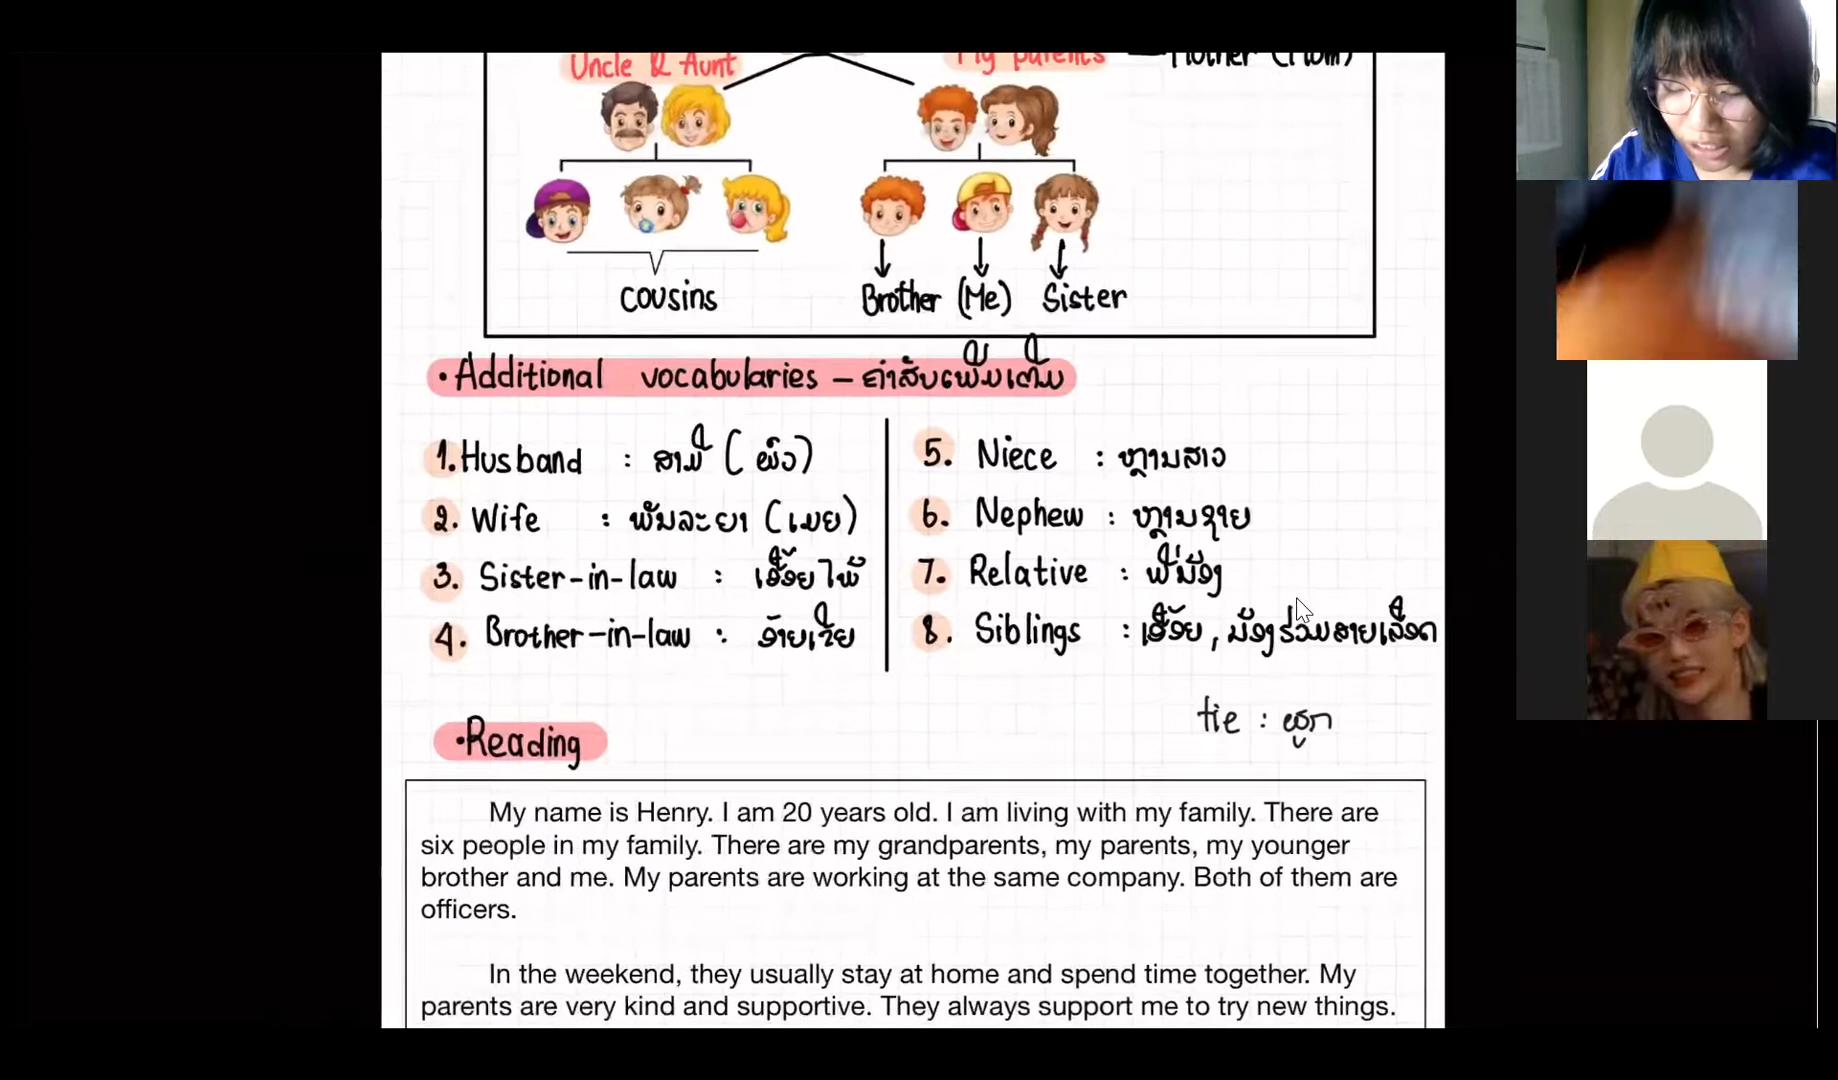 Uncle & Aunt
My parents
Mother (Mom)
cousins
Brother (Me) Sister
•Additional vocabularies – ຄຳສັບເພີ່ມເຕີມ
1. Husband : ສາມີ (ຜົວ)
2. Wife : ພັນລະຍາ (ເມຍ)
3. Sister-in-law : ເອື້ອຍໄພ້
4. Brother-in-law : ອ້າຍເຂີຍ
5. Niece : ຫຼານສາວ
6. Nephew : ຫຼານຊາຍ
7. Relative : ພີ່ນ້ອງ
8. Siblings : ເອື້ອຍ, ນ້ອງຮ່ວມສາຍເລືອດ
tie : ຜູກ
•Reading
My name is Henry. I am 20 years old. I am living with my family. There are
six people in my family. There are my grandparents, my parents, my younger
brother and me. My parents are working at the same company. Both of them are
officers.
In the weekend, they usually stay at home and spend time together. My
parents are very kind and supportive. They always support me to try new things.